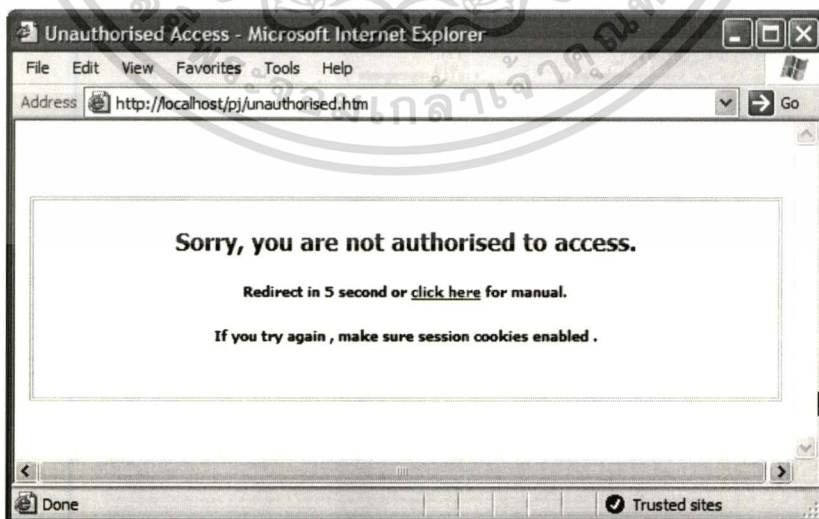 Unauthorised Access - Microsoft Internet Explorer
File Edit View Favorites Tools Help
Address http://localhost/pj/unauthorised.htm Go
Sorry, you are not authorised to access.
Redirect in 5 second or click here for manual.
If you try again , make sure session cookies enabled .
Done Trusted sites